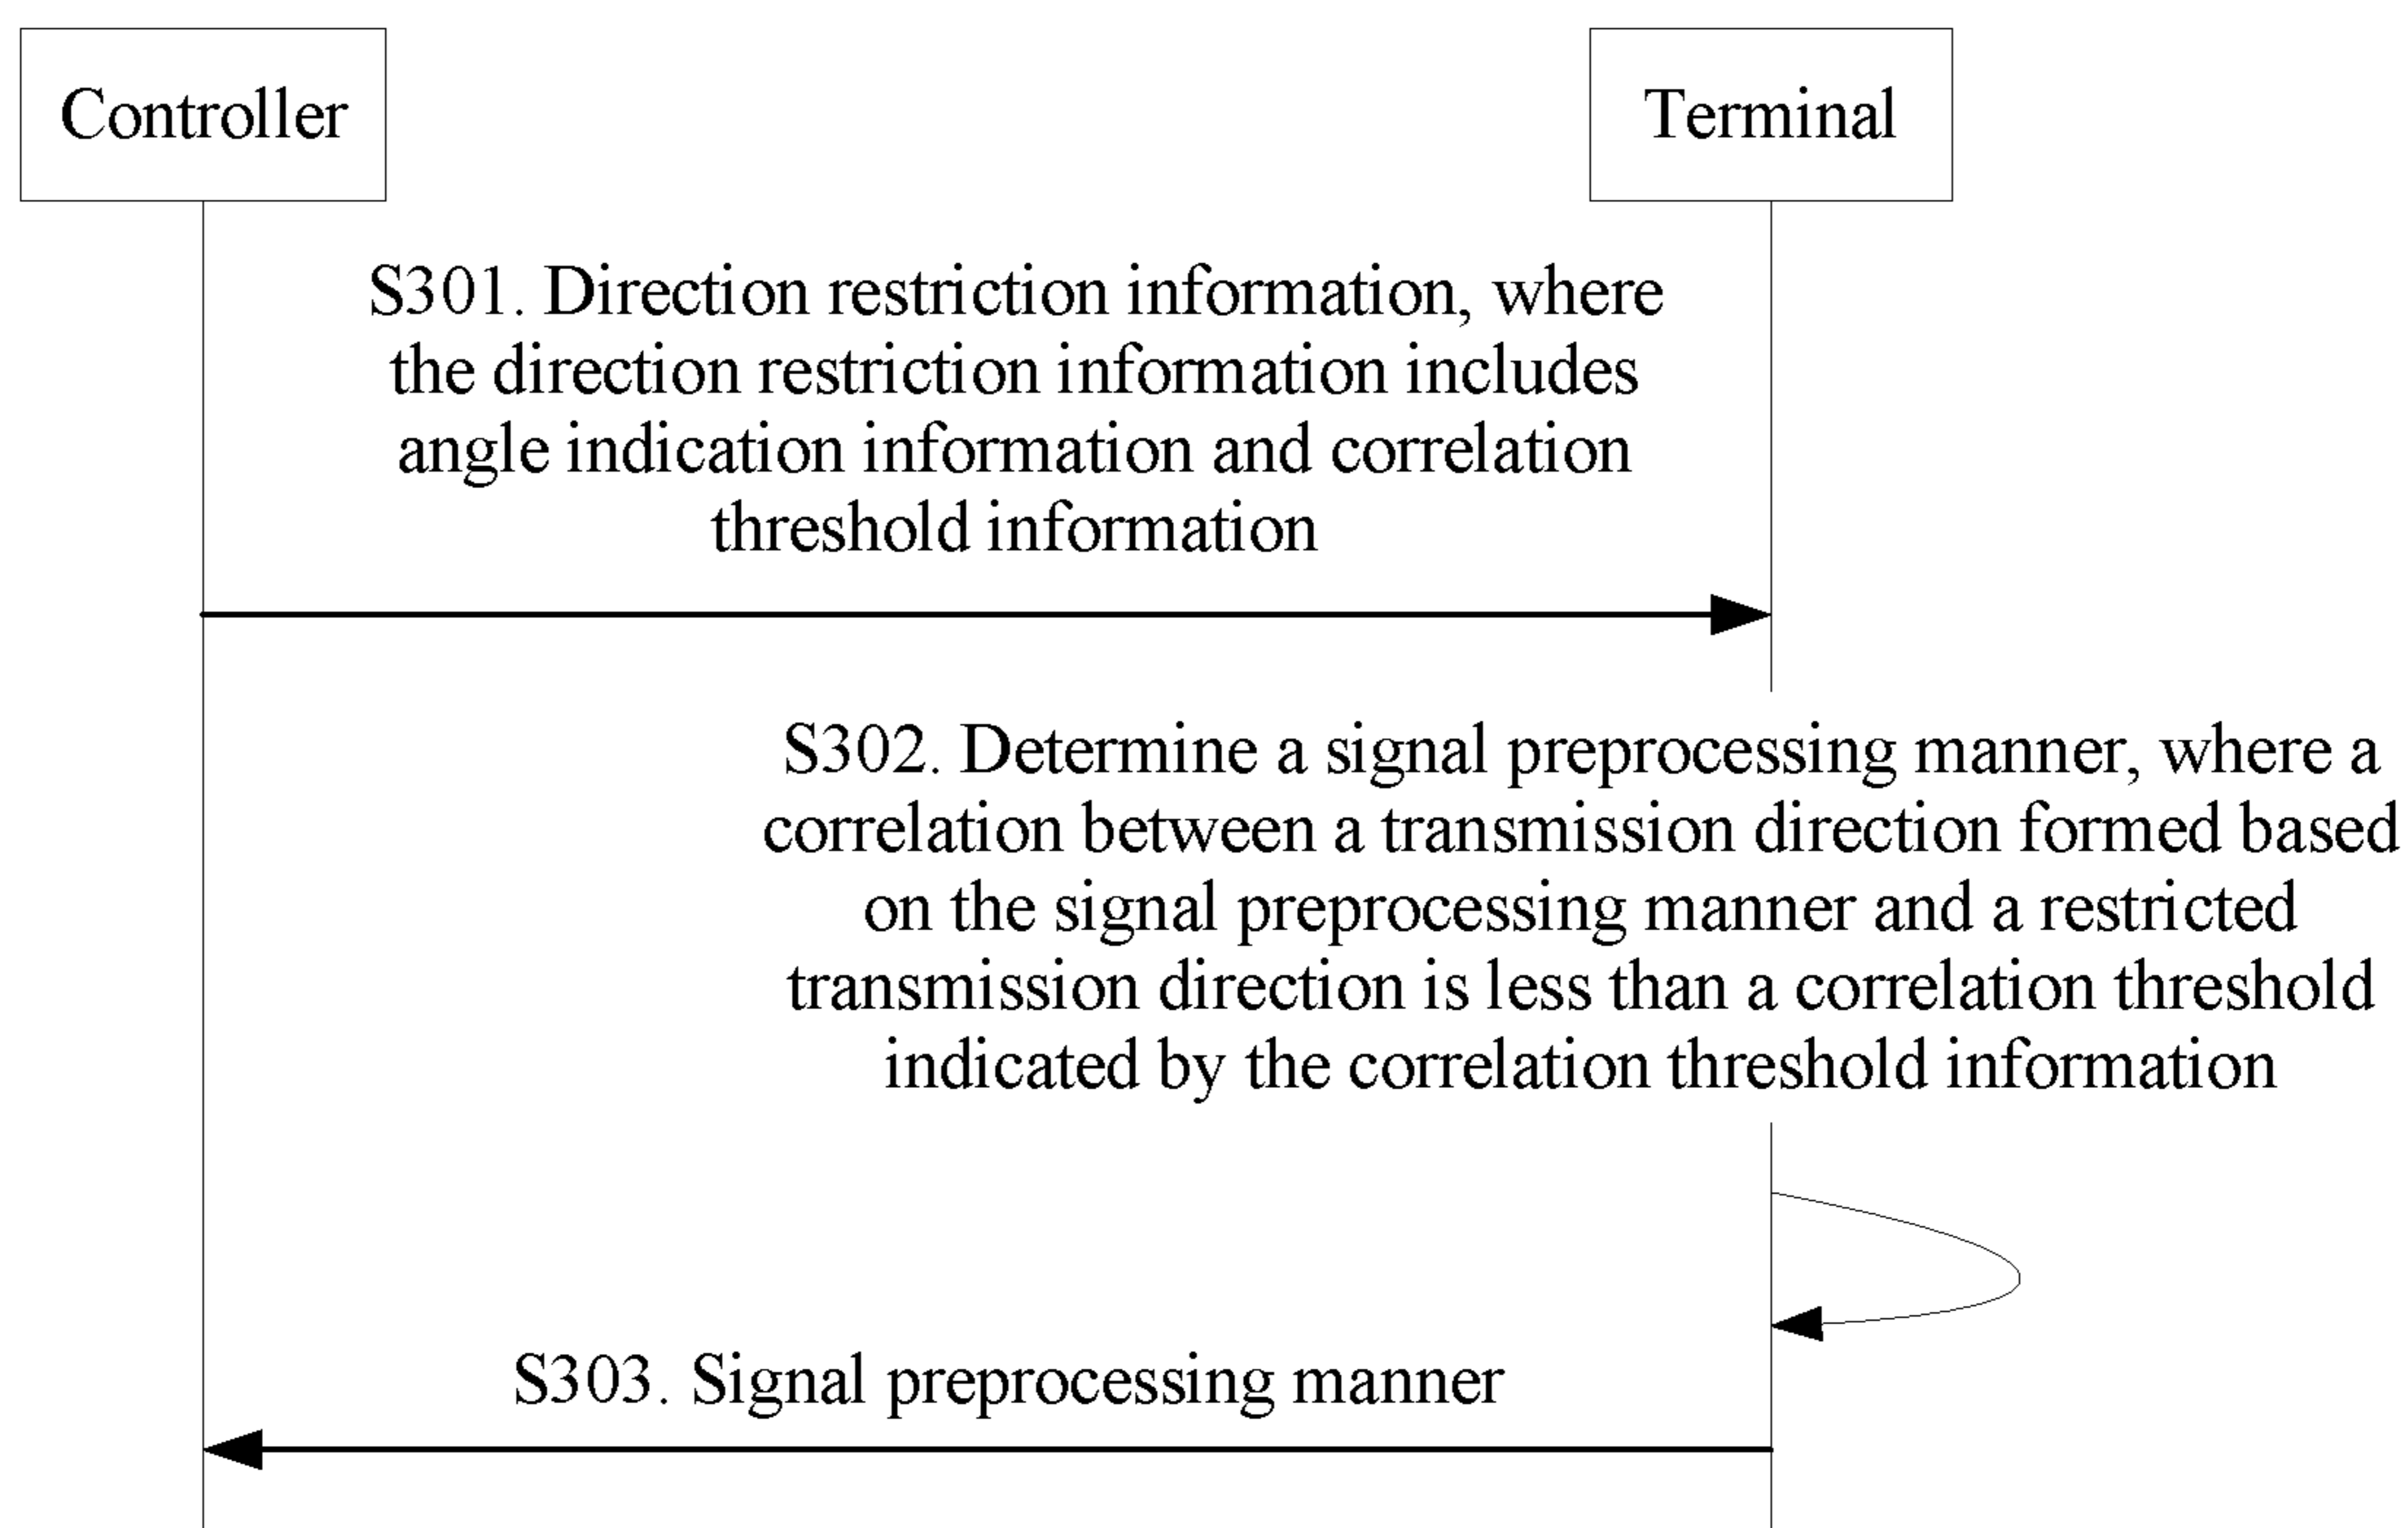 Controller
Terminal
S301. Direction restriction information, where
the direction restriction information includes
angle indication information and correlation
threshold information
S302. Determine a signal preprocessing manner, where a
correlation between a transmission direction formed based
on the signal preprocessing manner and a restricted
transmission direction is less than a correlation threshold
indicated by the correlation threshold information
S303. Signal preprocessing manner